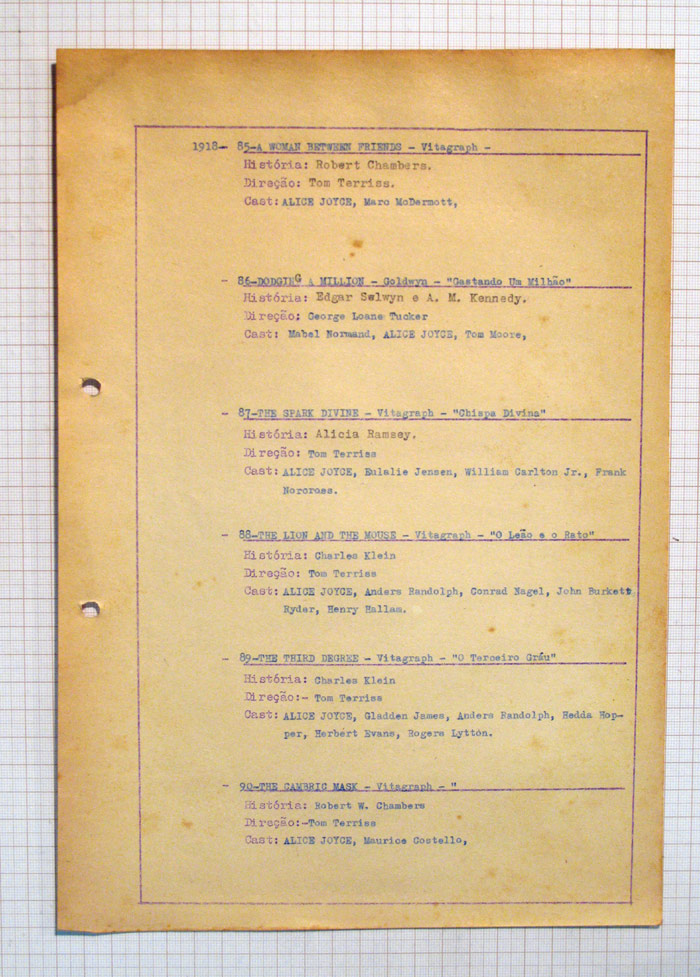 1918- 85-A WOMAN BETWEEN FRIENDS - Vitagraph -
História: Robert Chambers.
Direção: Tom Terriss.
Cast: ALICE JOYCE, Marc McDermott,
- 86-DODGING A MILLION - Goldwyn - "Gastando Um Milhão"
História: Edgar Selwyn e A. M. Kennedy.
Direção: George Loane Tucker
Cast: Mabel Normand, ALICE JOYCE, Tom Moore,
- 87-THE SPARK DIVINE - Vitagraph - "Chispa Divina"
História: Alicia Ramsey.
Direção: Tom Terriss
Cast: ALICE JOYCE, Eulalie Jensen, William Carlton Jr., Frank
Norcross.
- 88-THE LION AND THE MOUSE - Vitagraph - "O Leão e o Rato"
História: Charles Klein
Direção: Tom Terriss
Cast: ALICE JOYCE, Anders Randolph, Conrad Nagel, John Burkett
Ryder, Henry Hallam.
- 89-THE THIRD DEGREE - Vitagraph - "O Terceiro Gráu"
História: Charles Klein
Direção:- Tom Terriss
Cast: ALICE JOYCE, Gladden James, Anders Randolph, Hedda Hop-
per, Herbert Evans, Rogers Lytton.
- 90-THE CAMBRIC MASK - Vitagraph - "
História: Robert W. Chambers
Direção:-Tom Terriss
Cast: ALICE JOYCE, Maurice Costello,